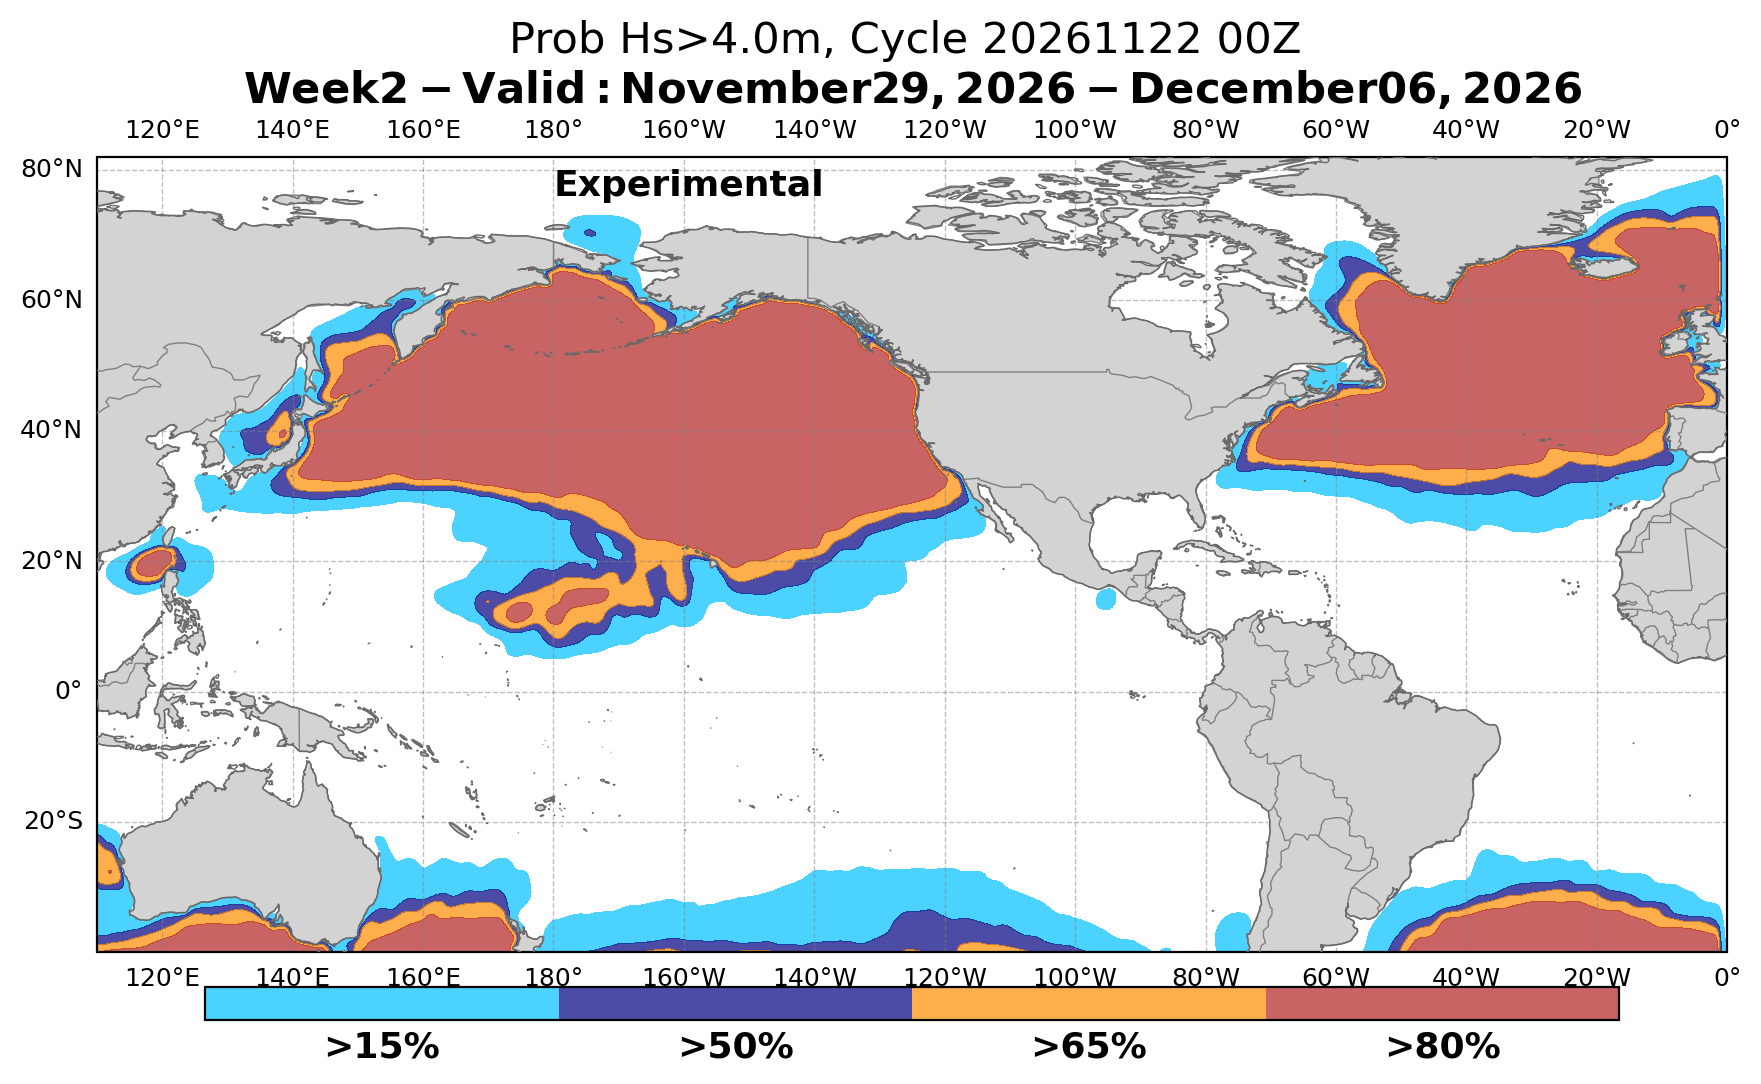 Prob Hs>4.0m, Cycle 20261122 00Z
Week2 – Valid : November29, 2026 – December06, 2026
120°E 140°E 160°E 180° 160°W 140°W 120°W 100°W 80°W 60°W 40°W 20°W 0°
80°N
Experimental
60°N
40°N
20°N
0°
20°S
120°E 140°E 160°E 180° 160°W 140°W 120°W 100°W 80°W 60°W 40°W 20°W 0°
>15% >50% >65% >80%